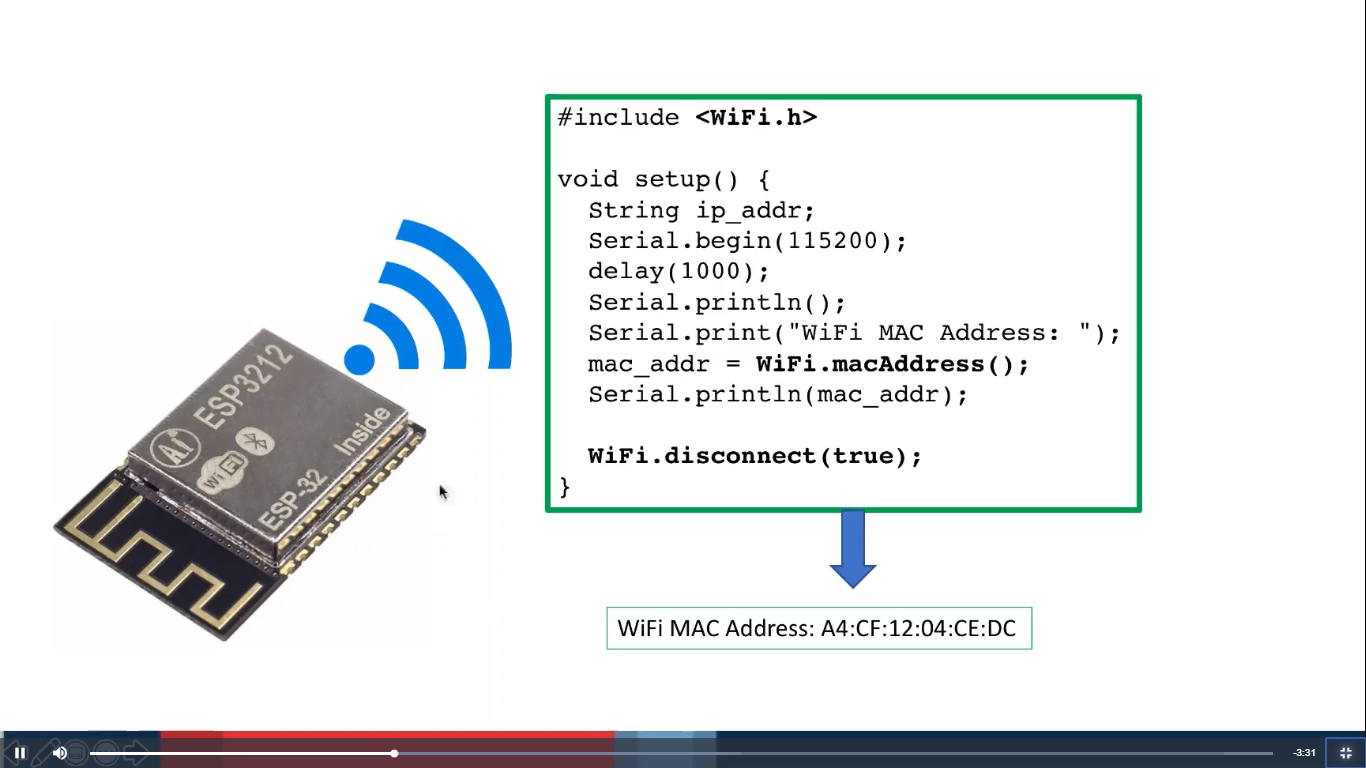 #include <WiFi.h>
void setup() {
String ip_addr;
Serial.begin(115200);
delay(1000);
Serial.println();
Serial.print("WiFi MAC Address: ");
mac_addr = WiFi.macAddress();
Serial.println(mac_addr);
WiFi.disconnect(true);
}
Ai
ESP3212
WiFi
ESP-32
Inside
WiFi MAC Address: A4:CF:12:04:CE:DC
-3:31